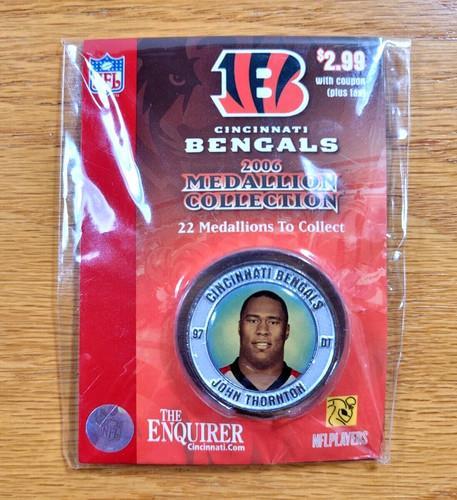 NFL
B
$2.99
with coupon
(plus tax)
CINCINNATI
BENGALS
2006
MEDALLION
COLLECTION
22 Medallions To Collect
CINCINNATI BENGALS
97
DT
JOHN THORNTON
THE
ENQUIRER
Cincinnati.Com
NFL
NFLPLAYERS